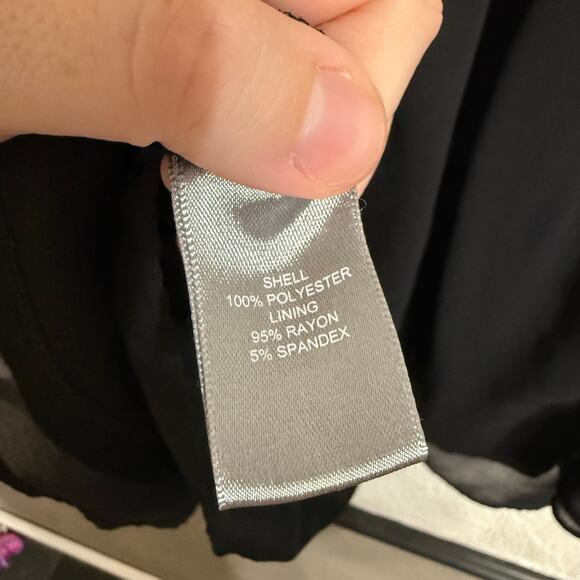 SHELL
100% POLYESTER
LINING
95% RAYON
5% SPANDEX